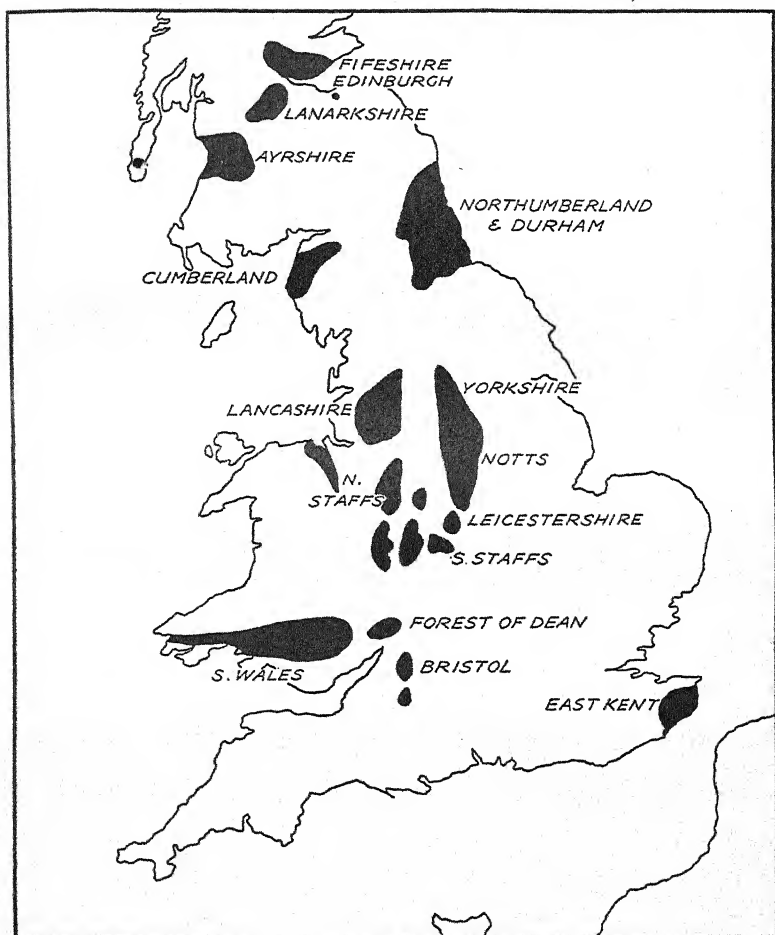 FIFESHIRE
EDINBURGH
LANARKSHIRE
AYRSHIRE
NORTHUMBERLAND
& DURHAM
CUMBERLAND
YORKSHIRE
LANCASHIRE
NOTTS
N.
STAFFS
LEICESTERSHIRE
S. STAFFS
FOREST OF DEAN
S. WALES
BRISTOL
EAST KENT